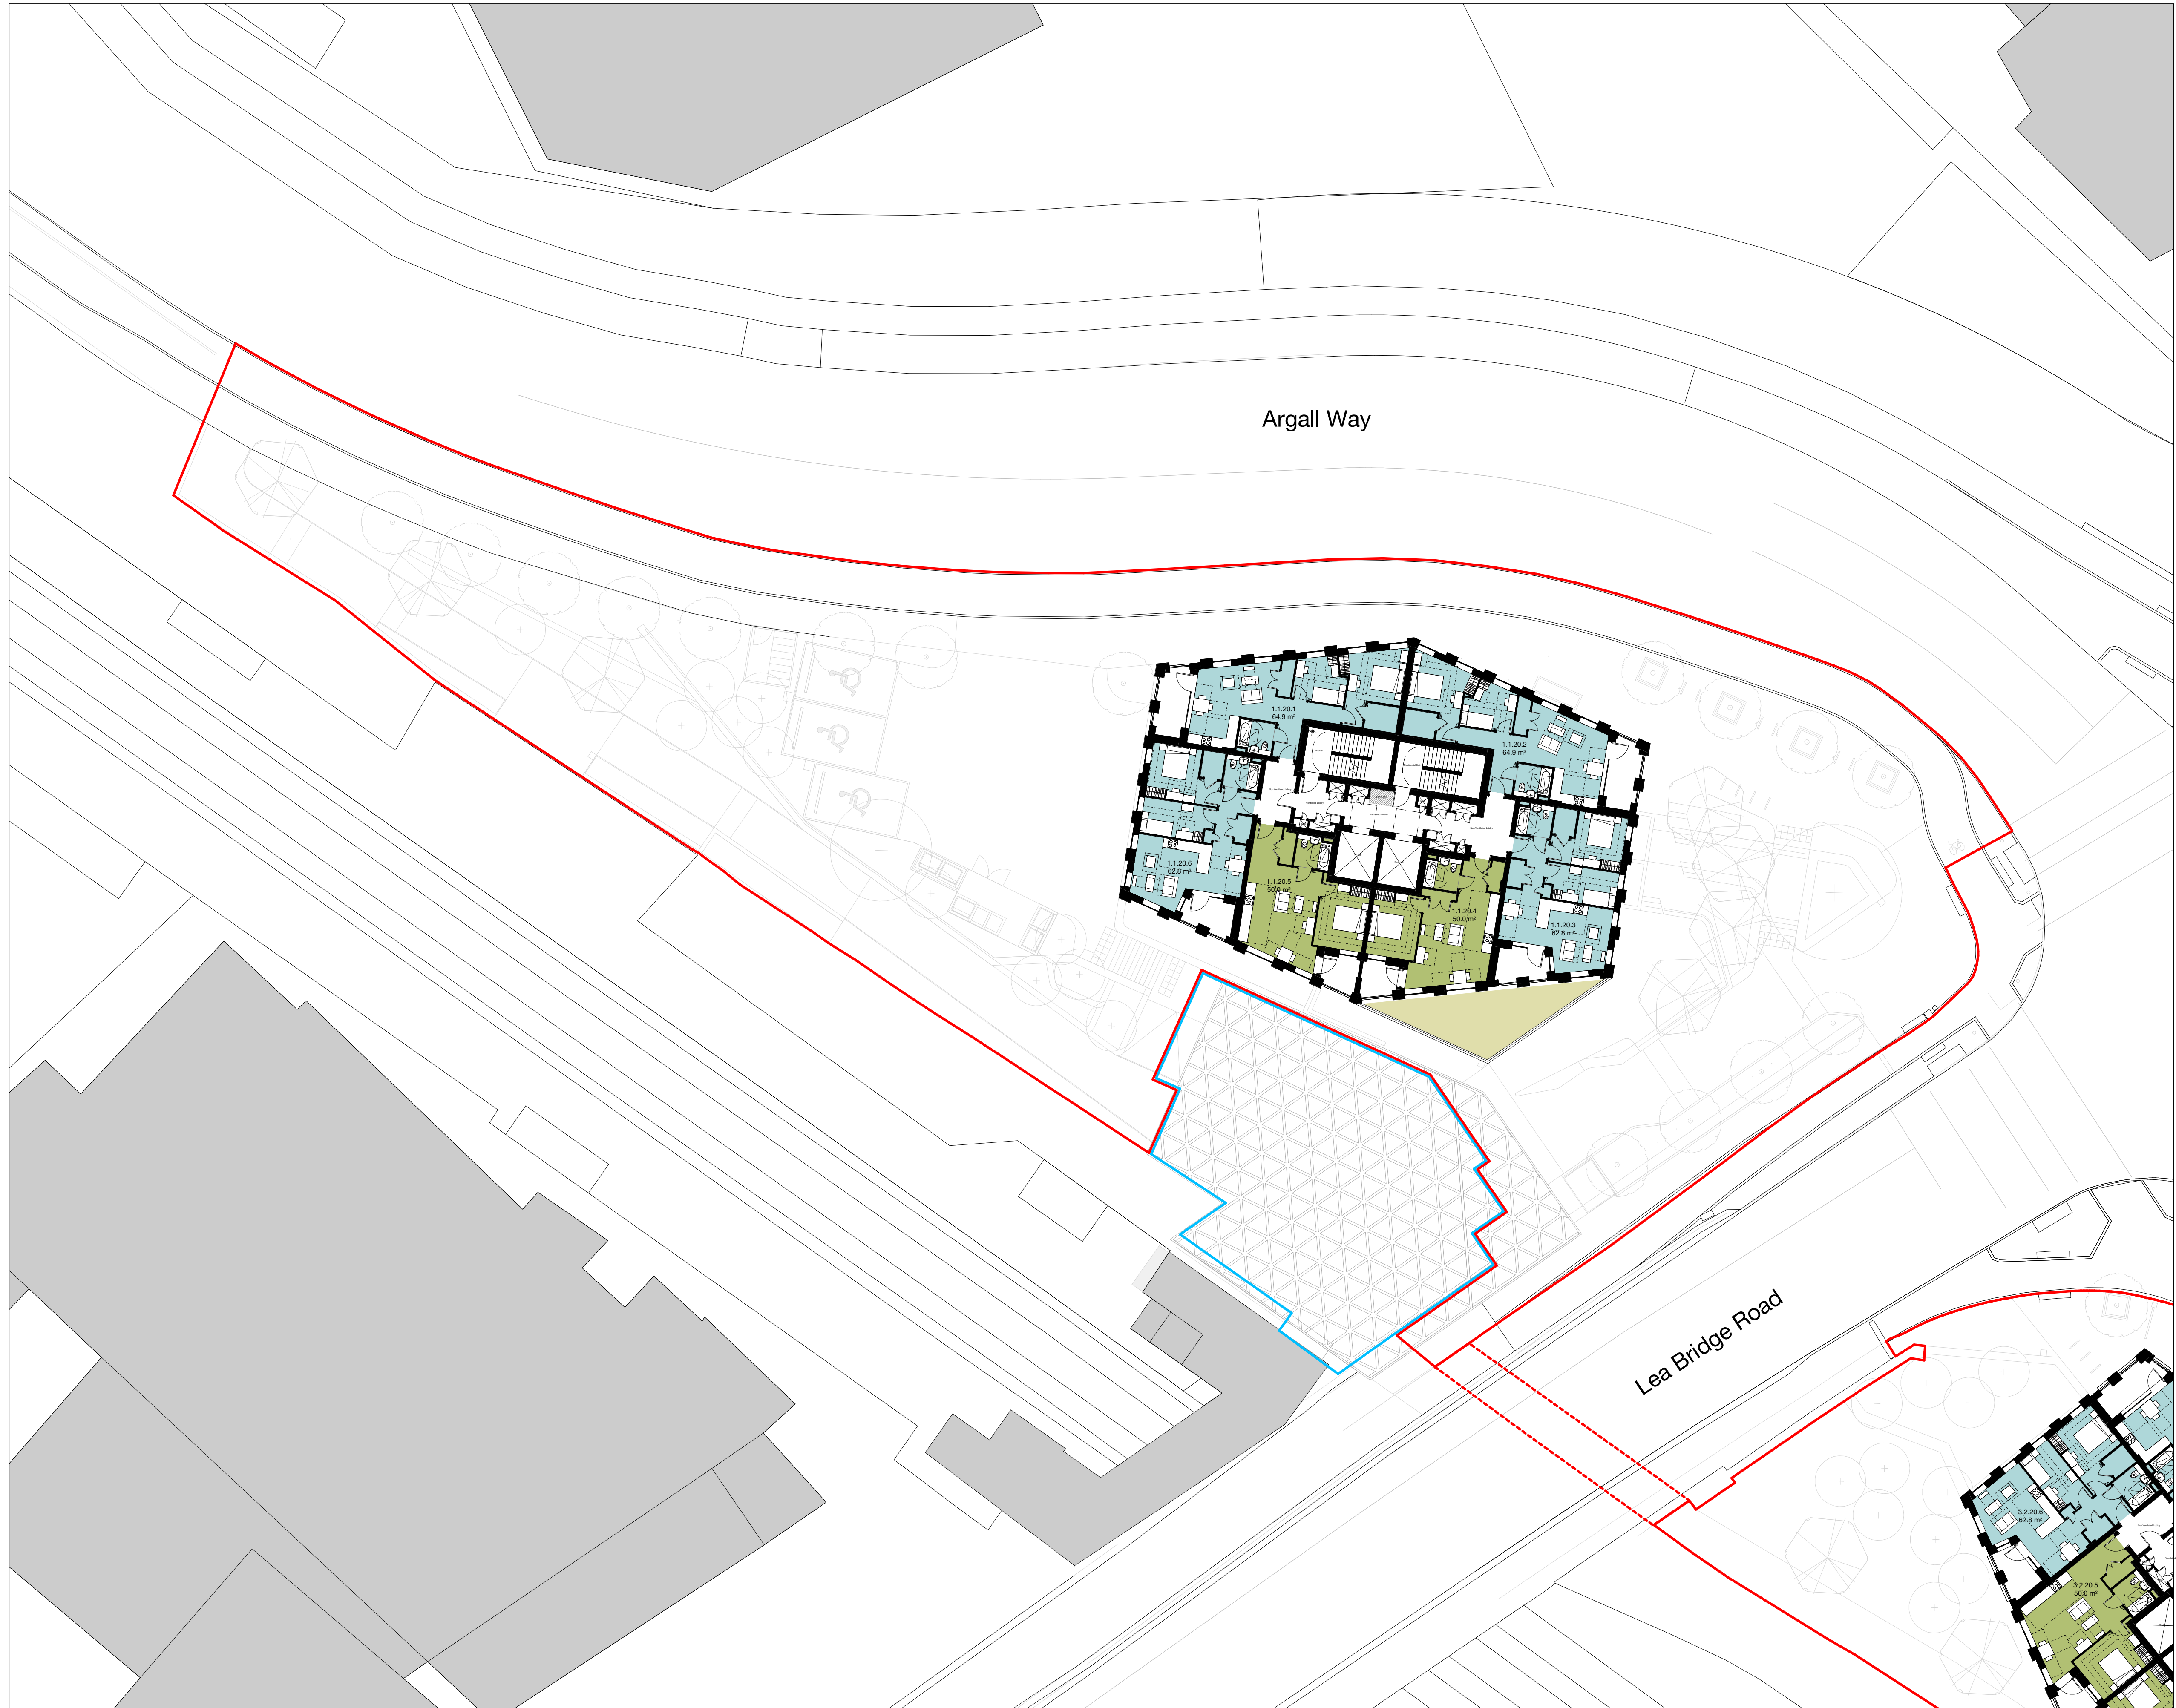 Argall Way
1.1.20.1
64.9 m²
1.1.20.2
64.9 m²
1.1.20.6
62.8 m²
1.1.20.5
50.0 m²
1.1.20.4
50.0 m²
1.1.20.3
62.8 m²
Lea Bridge Road
3.2.20.6
62.8 m²
3.2.20.5
50.0 m²